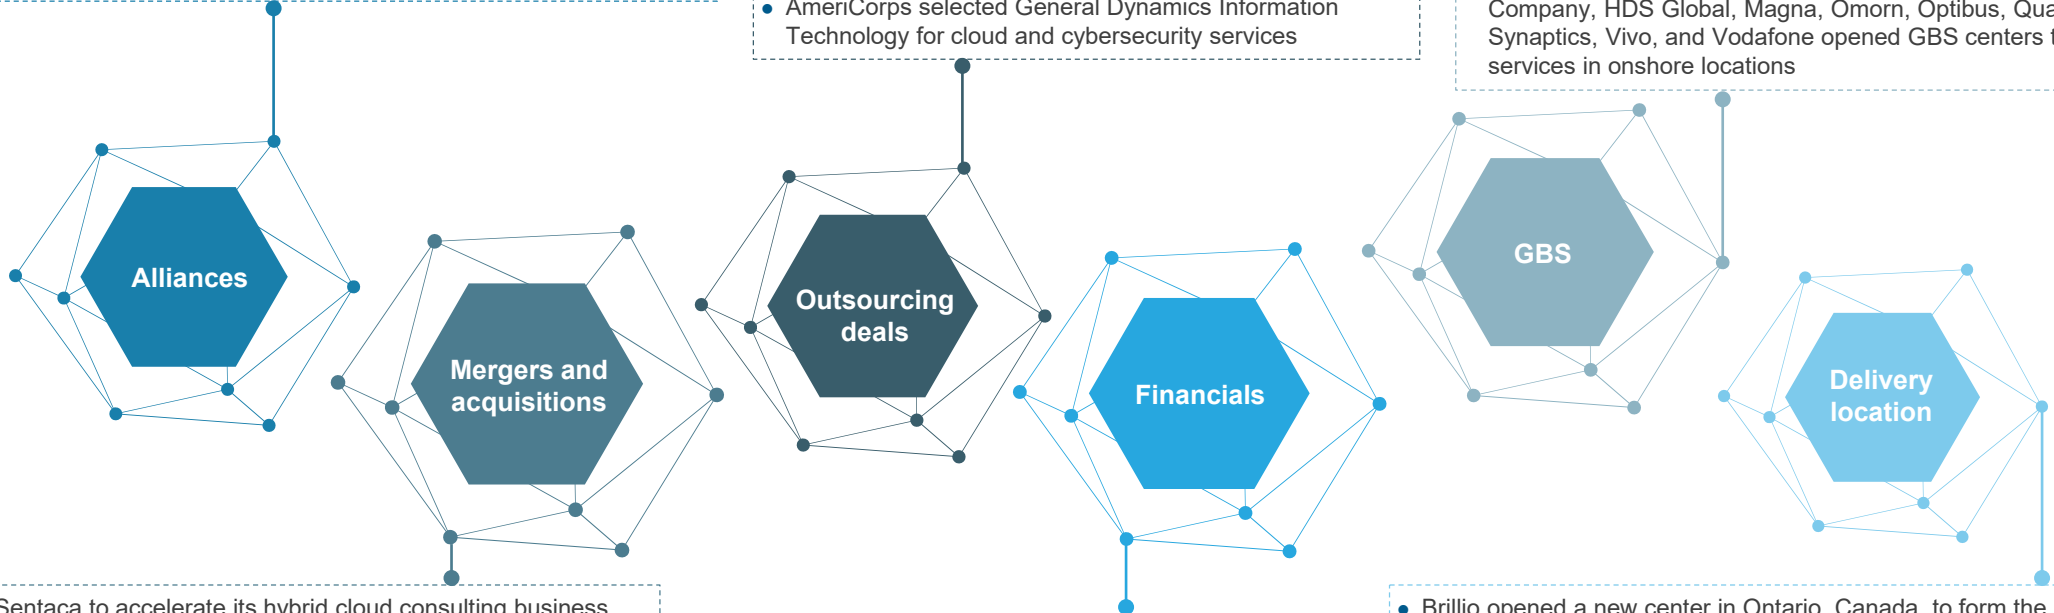 • AmeriCorps selected General Dynamics Information
Technology for cloud and cybersecurity services
Company, HDS Global, Magna, Omorn, Optibus,
Synaptics, Vivo, and Vodafone opened GBS centers
services in onshore locations
Alliances
Mergers and
acquisitions
Outsourcing
deals
Financials
GBS
Delivery
location
Sentaca to accelerate its hybrid cloud consulting business
• Brillio opened a new center in Ontario, Canada, to form the